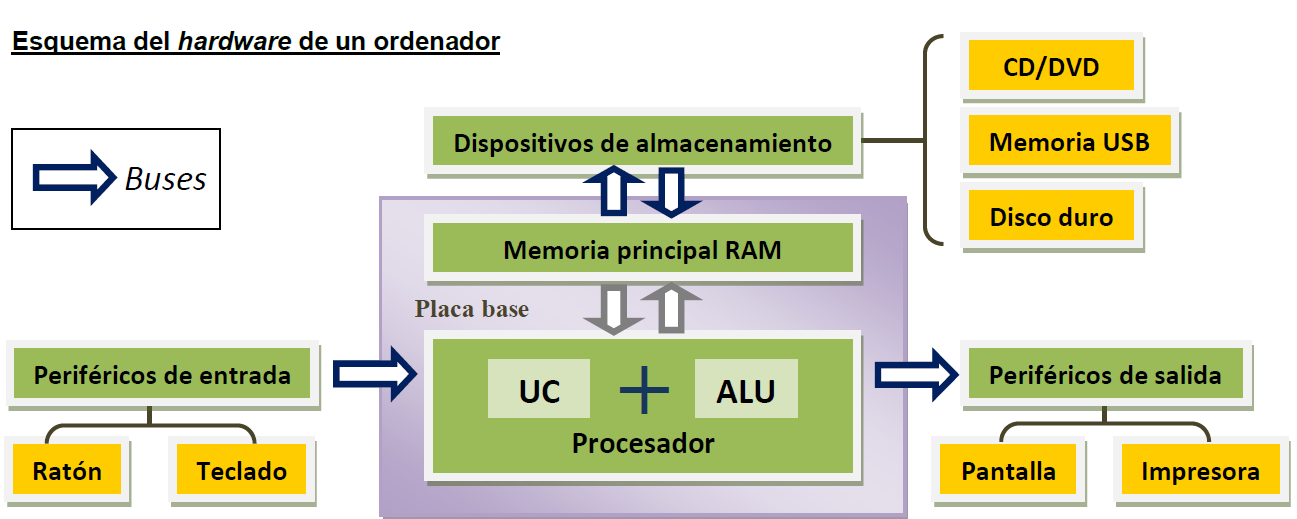 Esquema del hardware de un ordenador
Buses
Dispositivos de almacenamiento
CD/DVD
Memoria USB
Disco duro
Memoria principal RAM
Placa base
Periféricos de entrada
Ratón
Teclado
UC
ALU
Procesador
Periféricos de salida
Pantalla
Impresora